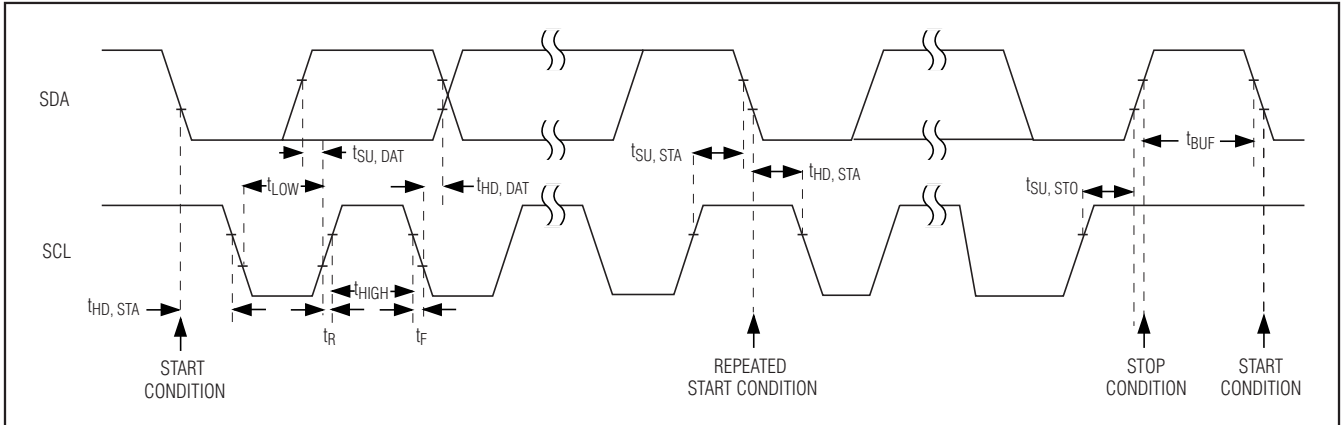 SDA
tSU, DAT
tSU, STA
tBUF
tLOW
tHD, DAT
tHD, STA
tSU, STO
SCL
tHIGH
tHD, STA
tR
tF
START
CONDITION
REPEATED
START CONDITION
STOP
CONDITION
START
CONDITION